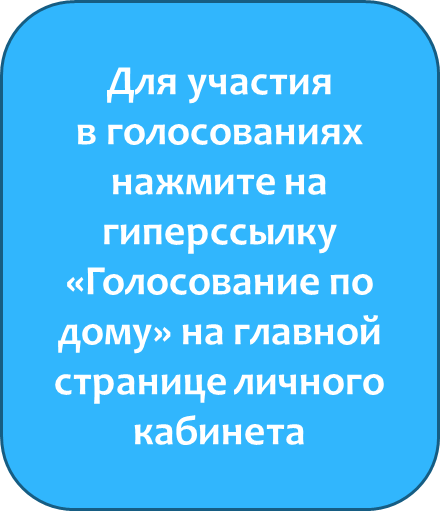 Для участия
в голосованиях
нажмите на
гиперссылку
«Голосование по
дому» на главной
странице личного
кабинета